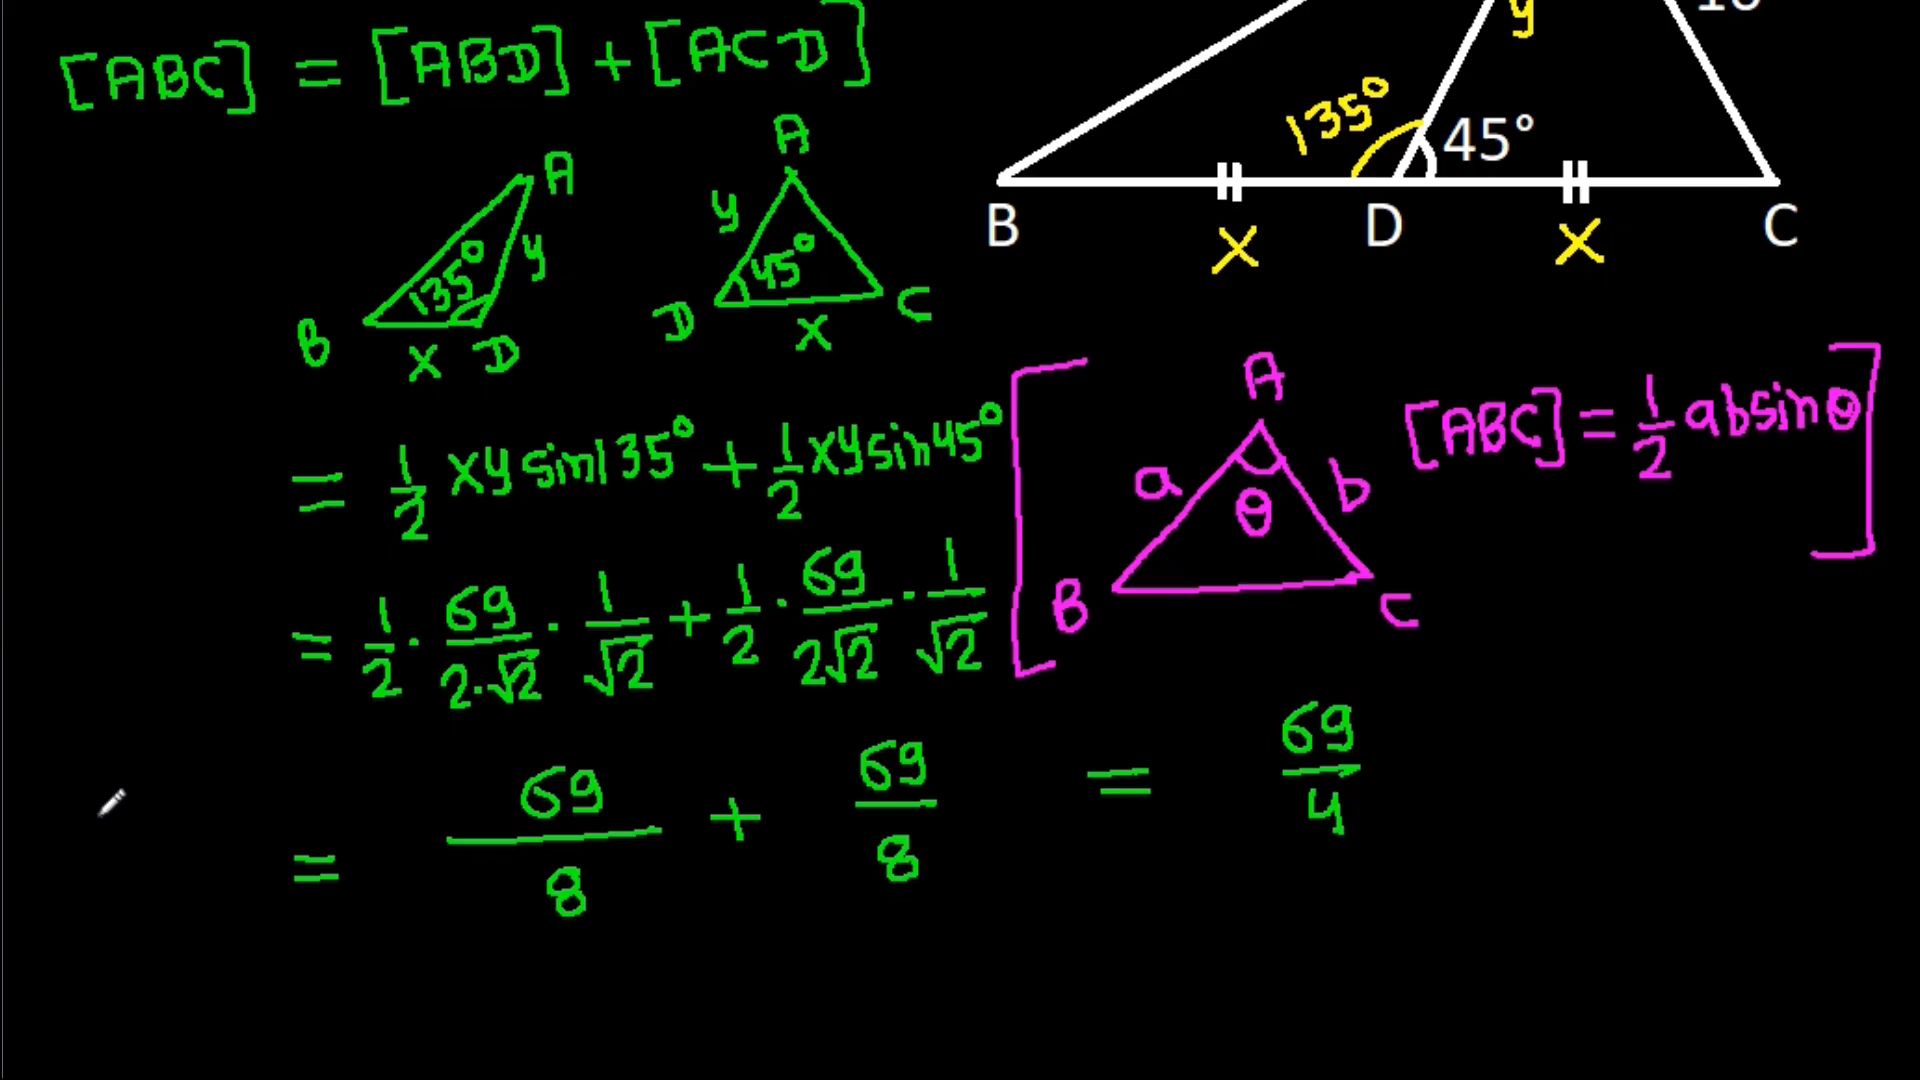 [ABC] = [ABD] + [ACD]
y
135° 45°
B D C
x x
A
135° y
B x D
A
y 45°
D x C
= 1/2 xy sin135° + 1/2 xy sin45°
= 1/2 · 69/2·√2 · 1/√2 + 1/2 · 69/2√2 · 1/√2
= 69/8 + 69/8 = 69/4
[ A
a θ b
B C
[ABC] = 1/2 ab sinθ ]